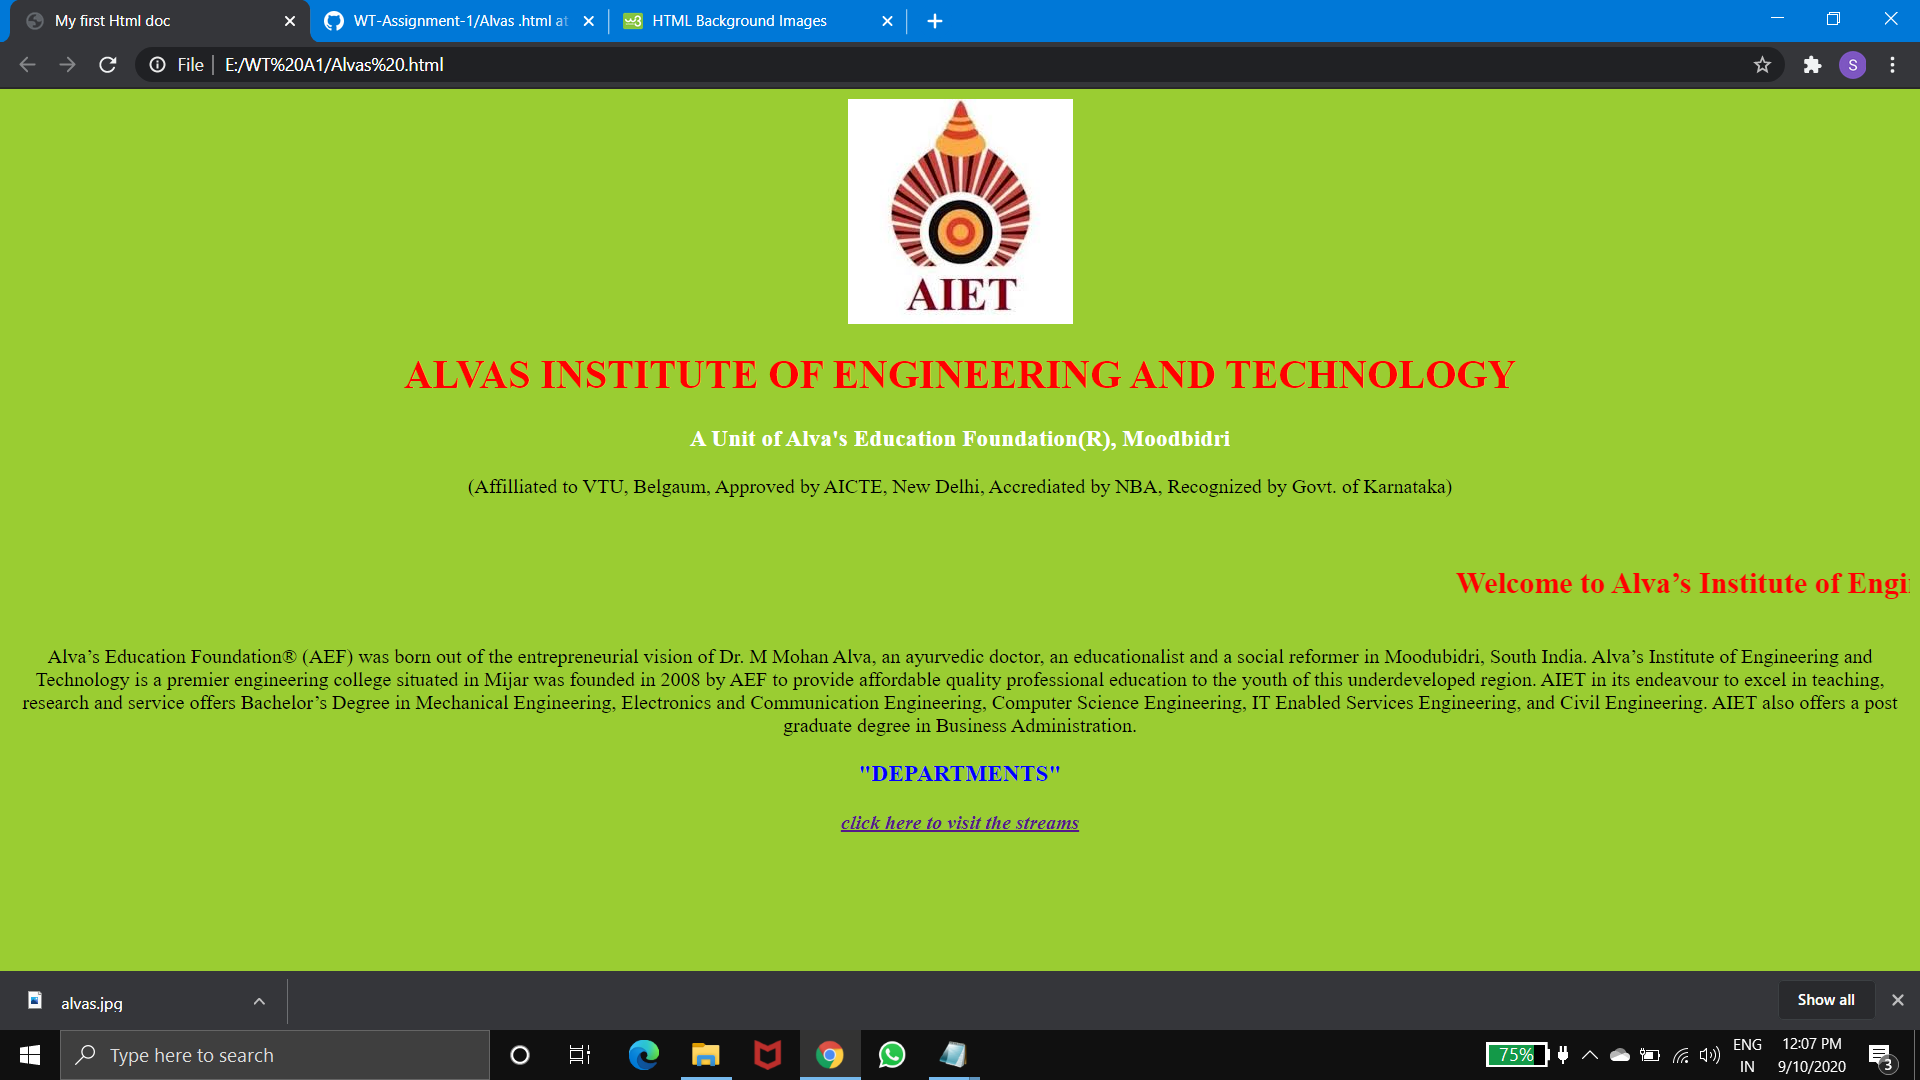 My first Html doc
WT-Assignment-1/Alvas .html at
HTML Background Images
File
E:/WT%20A1/Alvas%20.html
S
AIET
ALVAS INSTITUTE OF ENGINEERING AND TECHNOLOGY
A Unit of Alva's Education Foundation(R), Moodbidri
(Affilliated to VTU, Belgaum, Approved by AICTE, New Delhi, Accrediated by NBA, Recognized by Govt. of Karnataka)
Welcome to Alva’s Institute of Engi
Alva’s Education Foundation® (AEF) was born out of the entrepreneurial vision of Dr. M Mohan Alva, an ayurvedic doctor, an educationalist and a social reformer in Moodubidri, South India. Alva’s Institute of Engineering and
Technology is a premier engineering college situated in Mijar was founded in 2008 by AEF to provide affordable quality professional education to the youth of this underdeveloped region. AIET in its endeavour to excel in teaching,
research and service offers Bachelor’s Degree in Mechanical Engineering, Electronics and Communication Engineering, Computer Science Engineering, IT Enabled Services Engineering, and Civil Engineering. AIET also offers a post
graduate degree in Business Administration.
"DEPARTMENTS"
click here to visit the streams
alvas.jpg
Show all
Type here to search
75%
ENG
IN
12:07 PM
9/10/2020
3